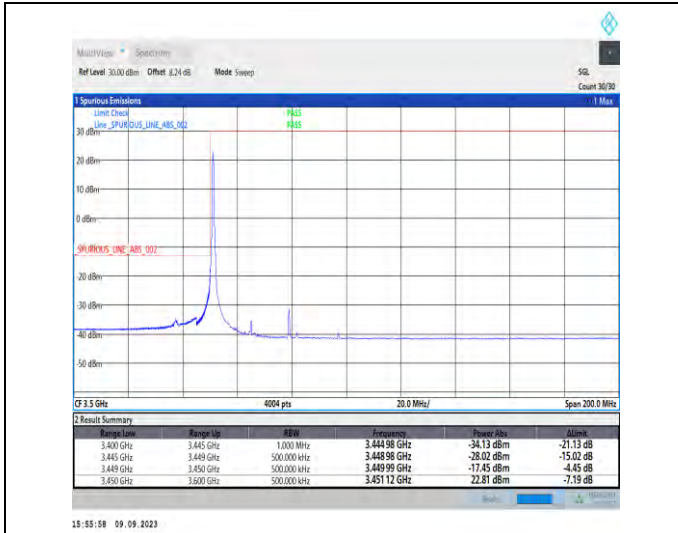 MultiView Spectrum
Ref Level 30.00 dBm Offset 8.24 dB Mode Sweep SGL
Count 30/30
1 Spurious Emissions 1 Max
Limit Check PASS
Line _SPURIOUS_LINE_ABS_002 PASS
30 dBm
20 dBm
10 dBm
0 dBm
_SPURIOUS_LINE_ABS_002
-20 dBm
-30 dBm
-40 dBm
-50 dBm
CF 3.5 GHz 4004 pts 20.0 MHz/ Span 200.0 MHz
2 Result Summary
Range Low Range Up RBW Frequency Power Abs ΔLimit
3.400 GHz 3.445 GHz 1.000 MHz 3.444 98 GHz -34.13 dBm -21.13 dB
3.445 GHz 3.449 GHz 500.000 kHz 3.448 98 GHz -28.02 dBm -15.02 dB
3.449 GHz 3.450 GHz 500.000 kHz 3.449 99 GHz -17.45 dBm -4.45 dB
3.450 GHz 3.600 GHz 500.000 kHz 3.451 12 GHz 22.81 dBm -7.19 dB
15:55:58 09.09.2023